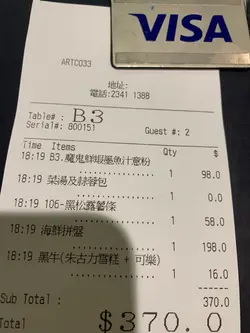 VISA
ARTC033
地址:
電話:2341 1388
Table# : B3
Serial#: 800151 Guest #: 2
Time Items Qty $
18:19 B3.魔鬼鮮蝦墨魚汁意粉 1 98.0
18:19 菜湯及蒜蓉包 1
18:19 106-黑松露薯條 1 58.0
18:19 海鮮拼盤 1 198.0
18:19 黑牛(朱古力雪糕 + 可樂) 1 16.0
Sub Total : 370.0
Total : $370.0